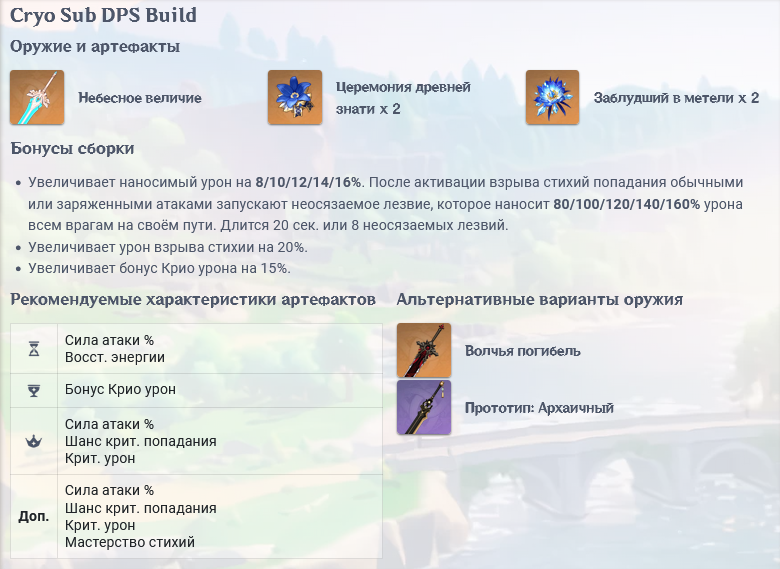 Cryo Sub DPS Build
Оружие и артефакты
Небесное величие
Церемония древней
знати x 2
Заблудший в метели x 2
Бонусы сборки
• Увеличивает наносимый урон на 8/10/12/14/16%. После активации взрыва стихий попадания обычными
или заряженными атаками запускают неосязаемое лезвие, которое наносит 80/100/120/140/160% урона
всем врагам на своём пути. Длится 20 сек. или 8 неосязаемых лезвий.
• Увеличивает урон взрыва стихии на 20%.
• Увеличивает бонус Крио урона на 15%.
Рекомендуемые характеристики артефактов
Сила атаки %
Восст. энергии
Бонус Крио урон
Сила атаки %
Шанс крит. попадания
Крит. урон
Доп.
Сила атаки %
Шанс крит. попадания
Крит. урон
Мастерство стихий
Альтернативные варианты оружия
Волчья погибель
Прототип: Архаичный